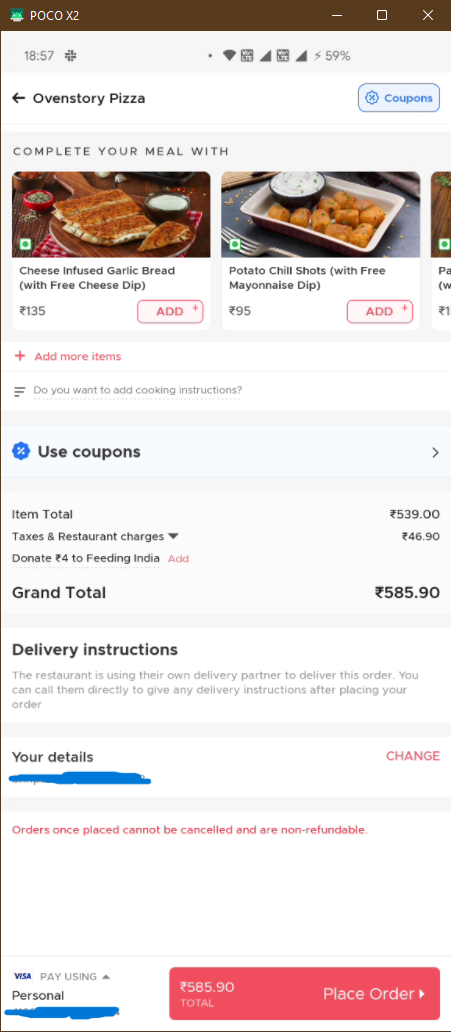 POCO X2
18:57 59%
Ovenstory Pizza
Coupons
COMPLETE YOUR MEAL WITH
Cheese Infused Garlic Bread
(with Free Cheese Dip)
₹135
ADD +
Potato Chill Shots (with Free
Mayonnaise Dip)
₹95
ADD +
Pa
(w
₹1
+ Add more items
Do you want to add cooking instructions?
Use coupons
Item Total ₹539.00
Taxes & Restaurant charges ₹46.90
Donate ₹4 to Feeding India Add
Grand Total ₹585.90
Delivery instructions
The restaurant is using their own delivery partner to deliver this order. You
can call them directly to give any delivery instructions after placing your
order
Your details CHANGE
Orders once placed cannot be cancelled and are non-refundable.
VISA PAY USING
Personal
₹585.90
TOTAL
Place Order